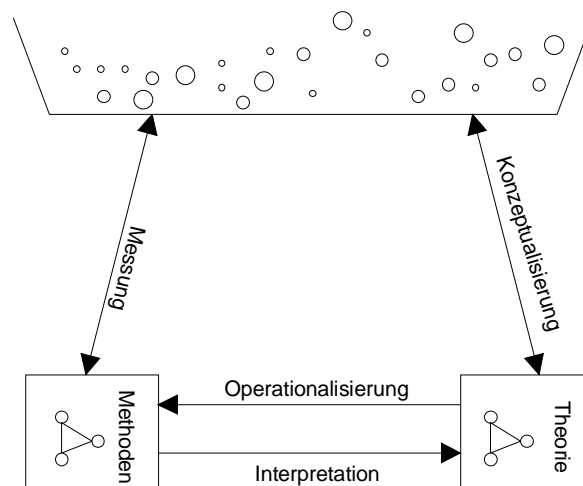 Messung
Konzeptualisierung
Operationalisierung
Methoden
Theorie
Interpretation